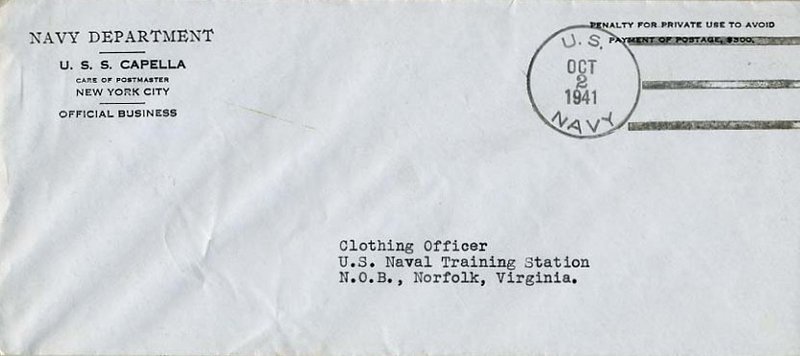 NAVY DEPARTMENT
U. S. S. CAPELLA
CARE OF POSTMASTER
NEW YORK CITY
OFFICIAL BUSINESS
PENALTY FOR PRIVATE USE TO AVOID
PAYMENT OF POSTAGE, $300.
U. S.
OCT
2
1941
NAVY
Clothing Officer
U.S. Naval Training Station
N.O.B., Norfolk, Virginia.